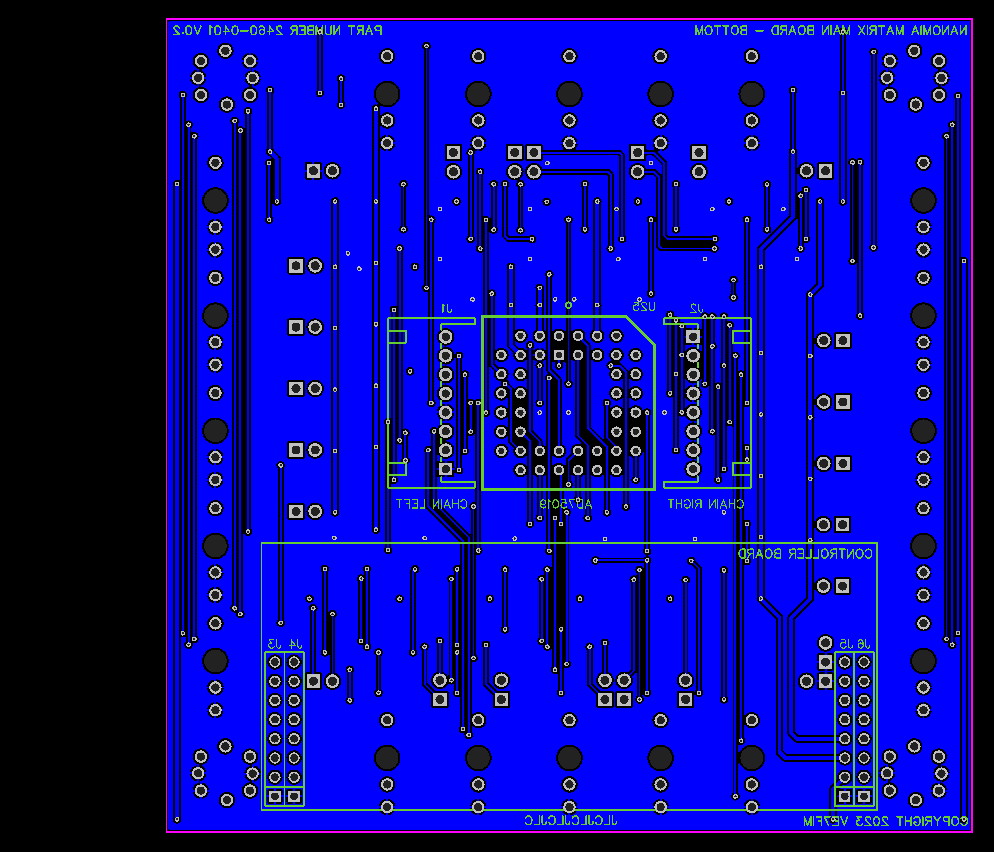 NANOMIA MATRIX MAIN BOARD - BOTTOM
PART NUMBER 2460-0401 V0.2
J1
U25
J2
CHAIN LEFT
AD75019
CHAIN RIGHT
CONTROLLER BOARD
J3
J4
J5
J6
JLCJLCJLCJLC
COPYRIGHT 2023 VE7FIM